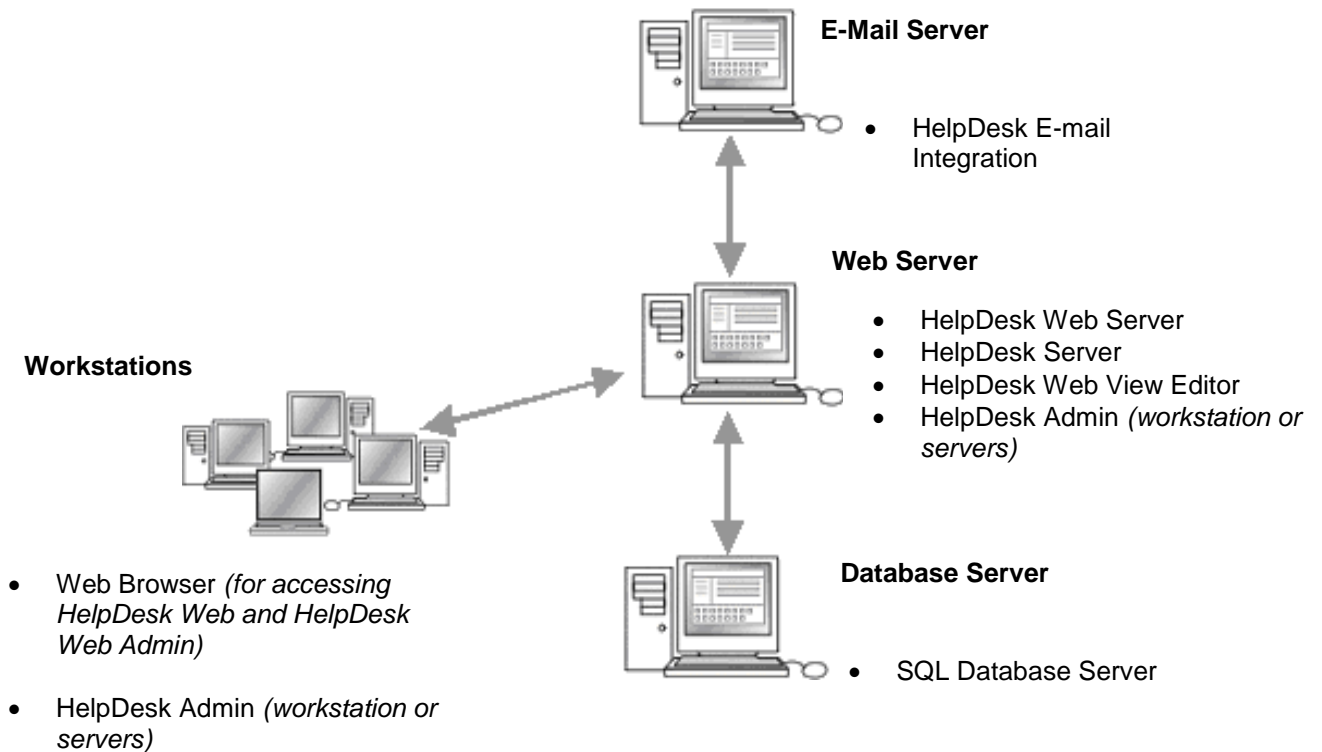 E-Mail Server
• HelpDesk E-mail
Integration
Web Server
• HelpDesk Web Server
• HelpDesk Server
• HelpDesk Web View Editor
• HelpDesk Admin (workstation or
servers)
Workstations
• Web Browser (for accessing
HelpDesk Web and HelpDesk
Web Admin)
• HelpDesk Admin (workstation or
servers)
Database Server
• SQL Database Server